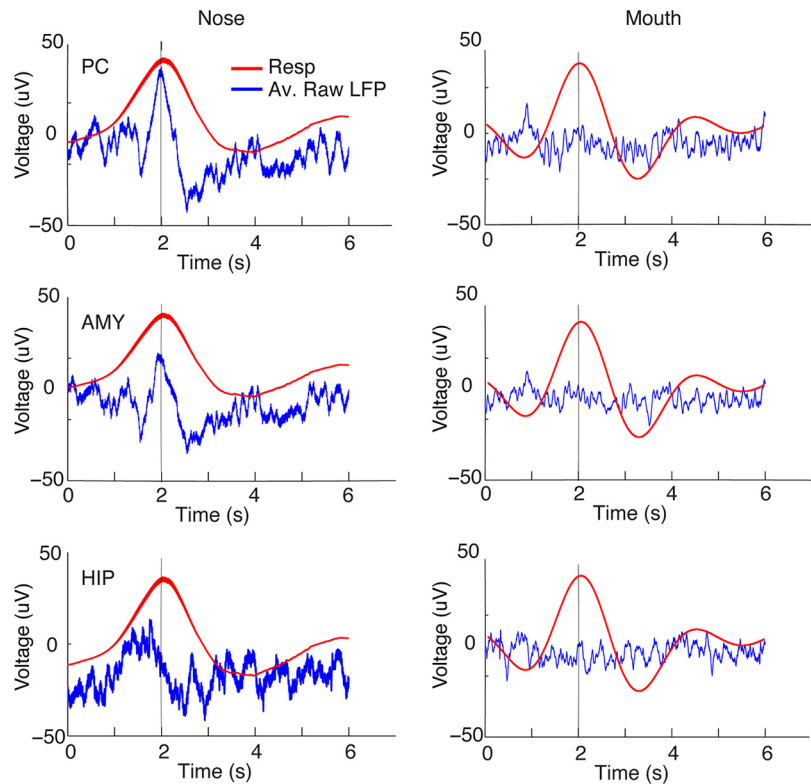 Nose
Mouth
50
PC
Resp
Av. Raw LFP
Voltage (uV)
0
−50
0 2 4 6
Time (s)
50
Voltage (uV)
0
−50
0 2 4 6
Time (s)
50
AMY
Voltage (uV)
0
−50
0 2 4 6
Time (s)
50
Voltage (uV)
0
−50
0 2 4 6
Time (s)
50
HIP
Voltage (uV)
0
−50
0 2 4 6
Time (s)
50
Voltage (uV)
0
−50
0 2 4 6
Time (s)